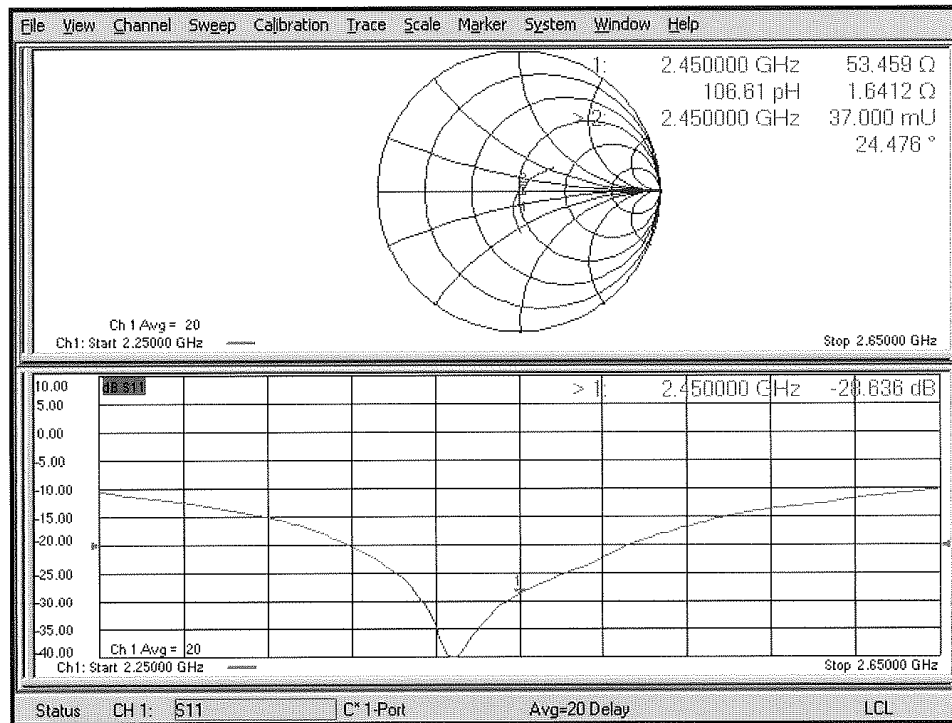 File View Channel Sweep Calibration Trace Scale Marker System Window Help
1: 2.450000 GHz 53.459 Ω
106.61 pH 1.6412 Ω
> 2: 2.450000 GHz 37.000 mU
24.476 °
Ch 1 Avg = 20
Ch1: Start 2.25000 GHz
Stop 2.65000 GHz
10.00
dB S11
> 1: 2.450000 GHz -28.636 dB
5.00
0.00
-5.00
-10.00
-15.00
-20.00
-25.00
1
-30.00
-35.00
-40.00
Ch 1 Avg = 20
Ch1: Start 2.25000 GHz
Stop 2.65000 GHz
Status CH 1: S11 C* 1-Port Avg=20 Delay LCL